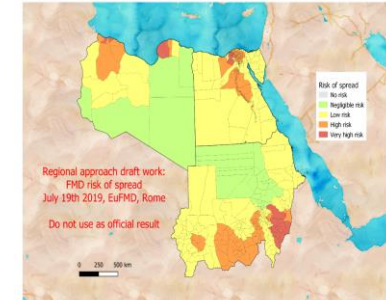 Risk of spread
No risk
Negligible risk
Low risk
High risk
Very high risk
Regional approach draft work:
FMD risk of spread
July 19th 2019, EuFMD, Rome
Do not use as official result
0 250 500 km